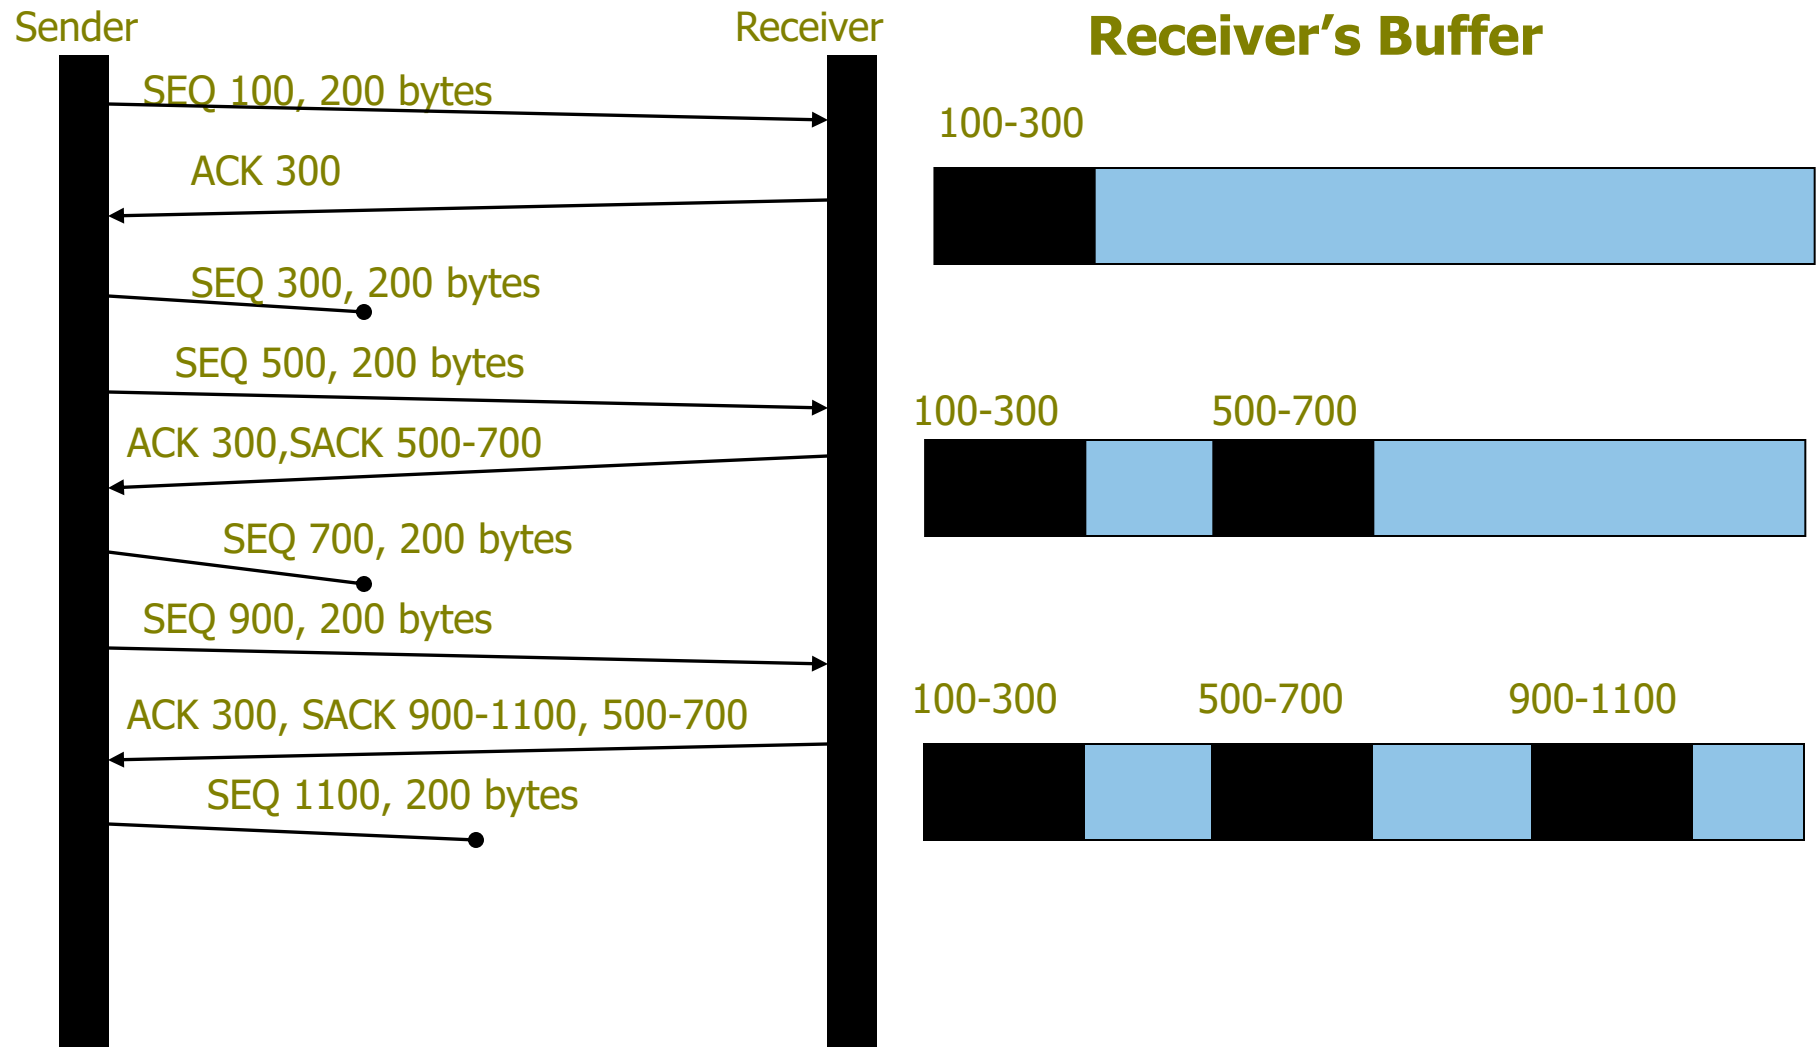 Sender
Receiver
Receiver's Buffer
SEQ 100, 200 bytes
100-300
ACK 300
SEQ 300, 200 bytes
SEQ 500, 200 bytes
100-300
500-700
ACK 300,SACK 500-700
SEQ 700, 200 bytes
SEQ 900, 200 bytes
100-300
500-700
900-1100
ACK 300, SACK 900-1100, 500-700
SEQ 1100, 200 bytes